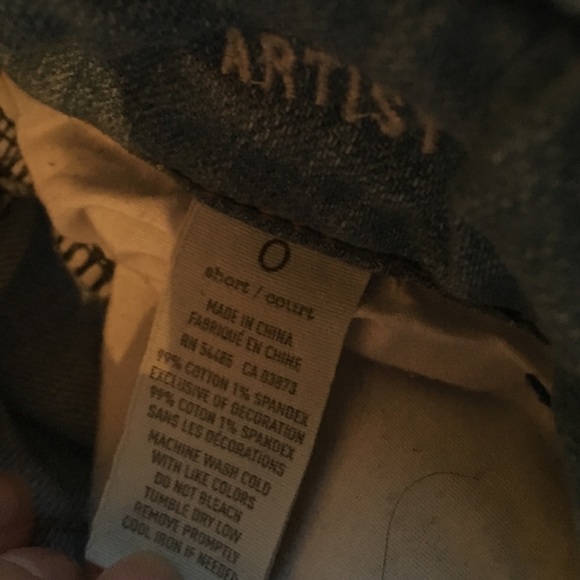 ARTIST
0
short / court
MADE IN CHINA
FABRIQUÉ EN CHINE
RN 54485 CA 03873
99% COTTON 1% SPANDEX
EXCLUSIVE OF DECORATION
99% COTON 1% SPANDEX
SANS LES DÉCORATIONS
MACHINE WASH COLD
WITH LIKE COLORS
DO NOT BLEACH
TUMBLE DRY LOW
REMOVE PROMPTLY
COOL IRON IF NEEDED